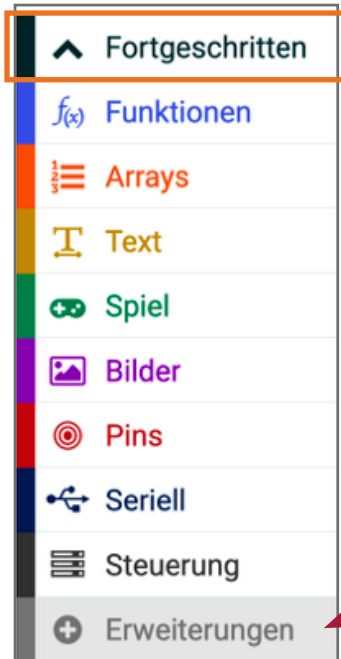 Fortgeschritten
f(x) Funktionen
Arrays
Text
Spiel
Bilder
Pins
Seriell
Steuerung
Erweiterungen